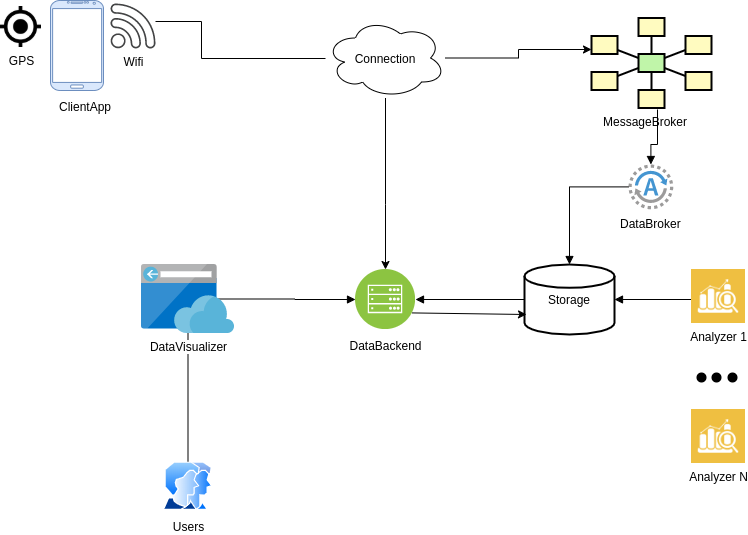 GPS
ClientApp
Wifi
Connection
MessageBroker
A
DataBroker
DataVisualizer
DataBackend
Storage
Analyzer 1
Analyzer N
Users